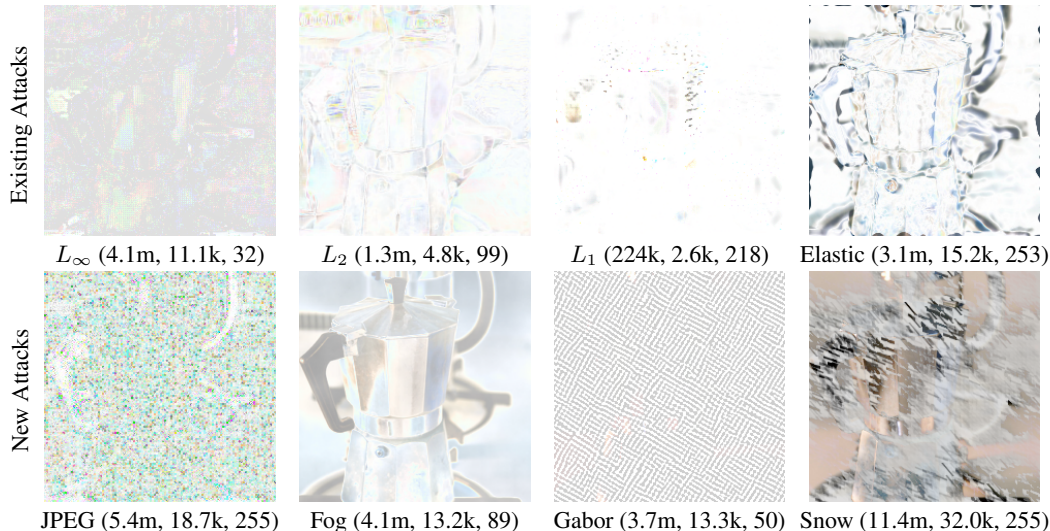 Existing Attacks
L∞ (4.1m, 11.1k, 32)
L2 (1.3m, 4.8k, 99)
L1 (224k, 2.6k, 218)
Elastic (3.1m, 15.2k, 253)
New Attacks
JPEG (5.4m, 18.7k, 255)
Fog (4.1m, 13.2k, 89)
Gabor (3.7m, 13.3k, 50)
Snow (11.4m, 32.0k, 255)